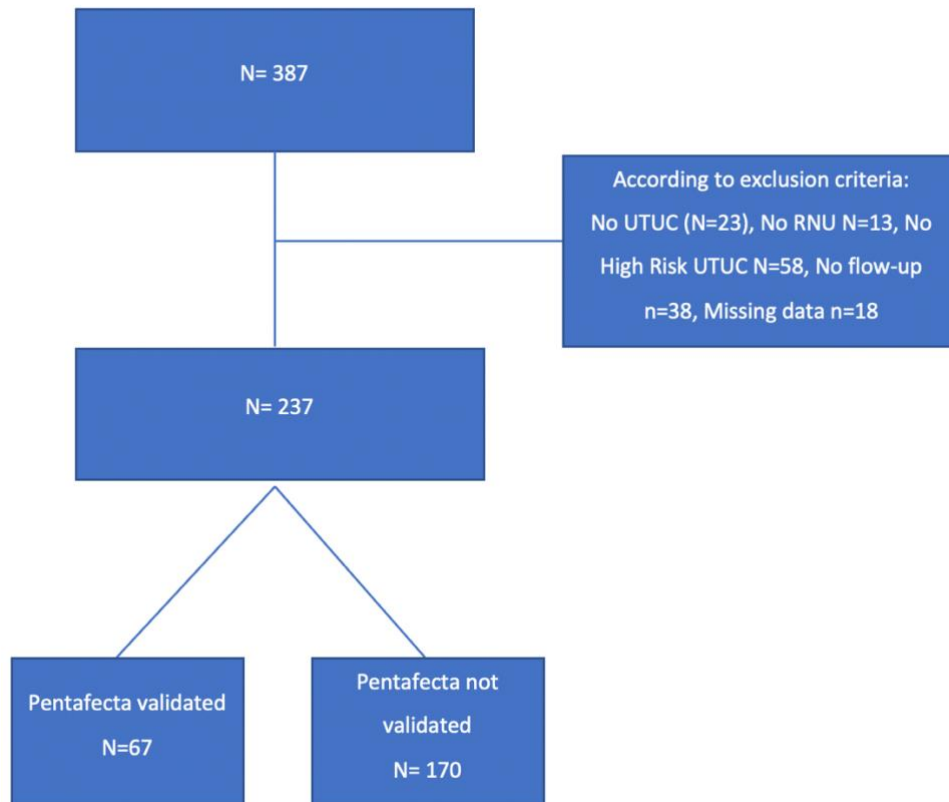 N= 387
According to exclusion criteria:
No UTUC (N=23), No RNU N=13, No
High Risk UTUC N=58, No flow-up
n=38, Missing data n=18
N= 237
Pentafecta validated
N=67
Pentafecta not
validated
N= 170